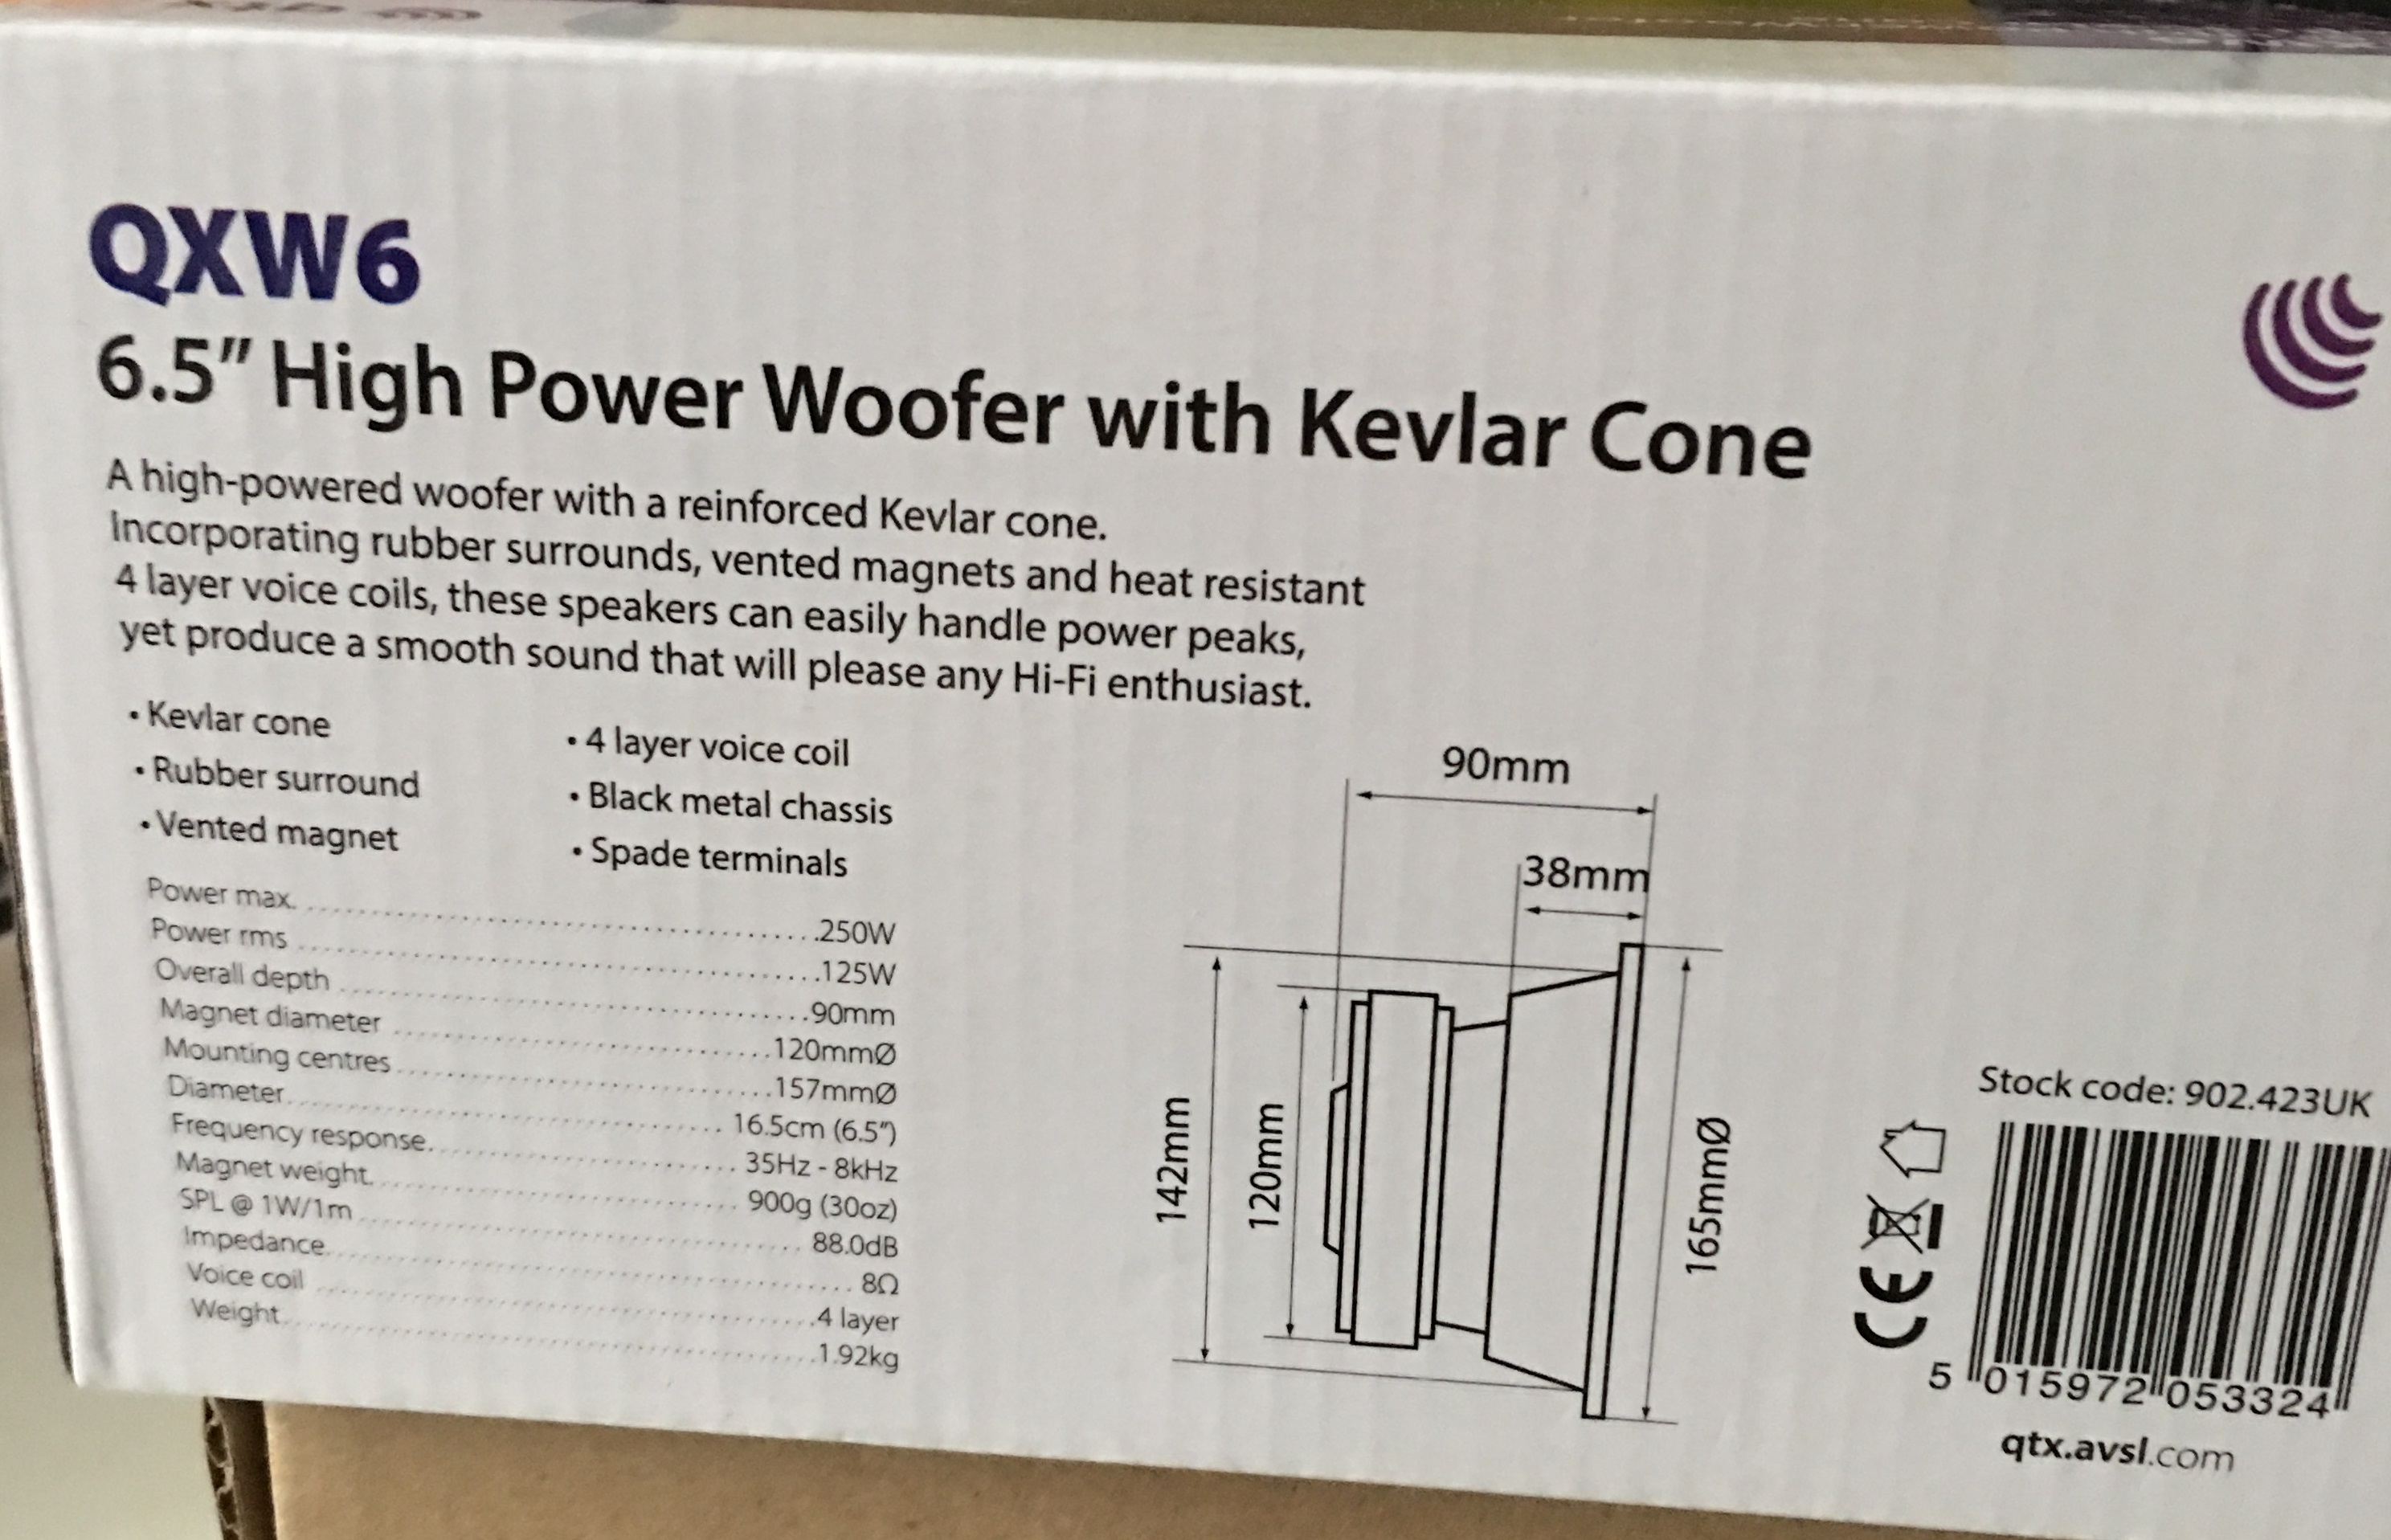 QXW6
6.5" High Power Woofer with Kevlar Cone
A high-powered woofer with a reinforced Kevlar cone.
Incorporating rubber surrounds, vented magnets and heat resistant
4 layer voice coils, these speakers can easily handle power peaks,
yet produce a smooth sound that will please any Hi-Fi enthusiast.
• Kevlar cone
• Rubber surround
• Vented magnet
• 4 layer voice coil
• Black metal chassis
• Spade terminals
Power max. 250W
Power rms 125W
Overall depth 90mm
Magnet diameter 120mmØ
Mounting centres 157mmØ
Diameter 16.5cm (6.5")
Frequency response. 35Hz - 8kHz
Magnet weight. 900g (30oz)
SPL @ 1W/1m 88.0dB
Impedance 8Ω
Voice coil 4 layer
Weight 1.92kg
90mm
38mm
142mm
120mm
165mmØ
Stock code: 902.423UK
CE
5 015972 053324
qtx.avsl.com